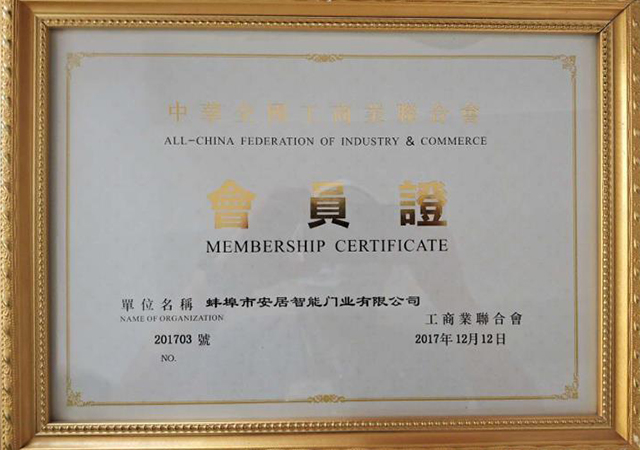 中華全國工商業聯合會
ALL-CHINA FEDERATION OF INDUSTRY & COMMERCE
會員證
MEMBERSHIP CERTIFICATE
單位名稱 蚌埠市安居智能门业有限公司
NAME OF ORGANIZATION
工商業聯合會
201703 號
2017年12月12日
NO.